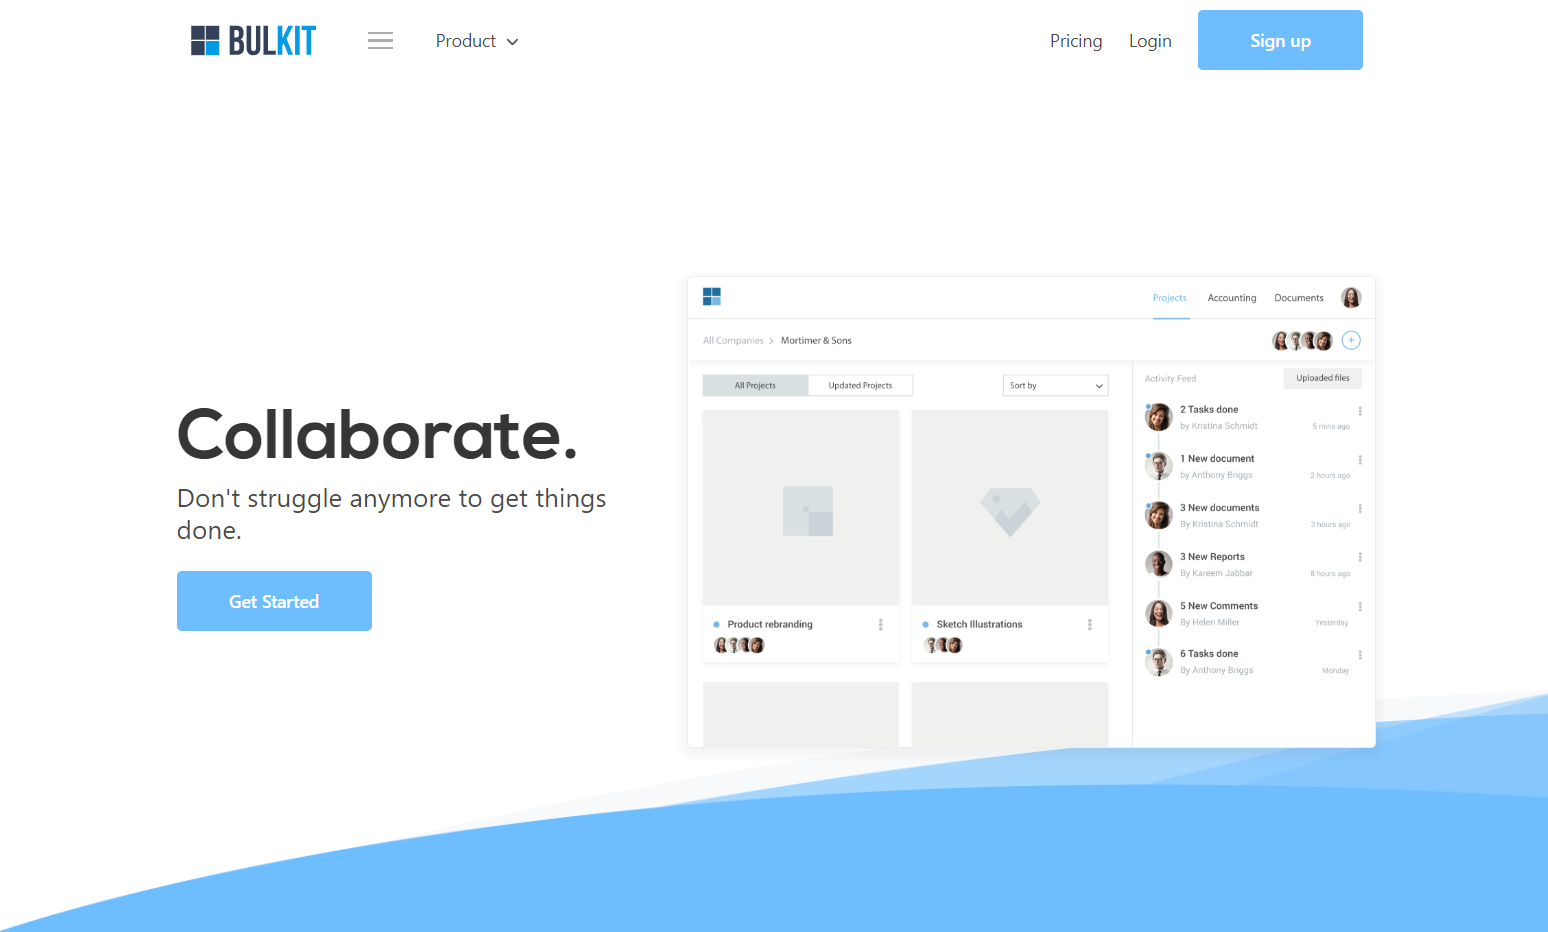 BULKIT
Product
Pricing
Login
Sign up
Collaborate.
Don't struggle anymore to get things
done.
Get Started
Projects
Accounting
Documents
All Companies > Mortimer & Sons
All Projects
Updated Projects
Sort by
Product rebranding
Sketch Illustrations
Activity Feed
Uploaded files
2 Tasks done
by Kristina Schmidt
5 mins ago
1 New document
by Anthony Briggs
2 hours ago
3 New documents
By Kristina Schmidt
3 hours ago
3 New Reports
By Kareem Jabbar
8 hours ago
5 New Comments
By Helen Miller
Yesterday
6 Tasks done
By Anthony Briggs
Monday